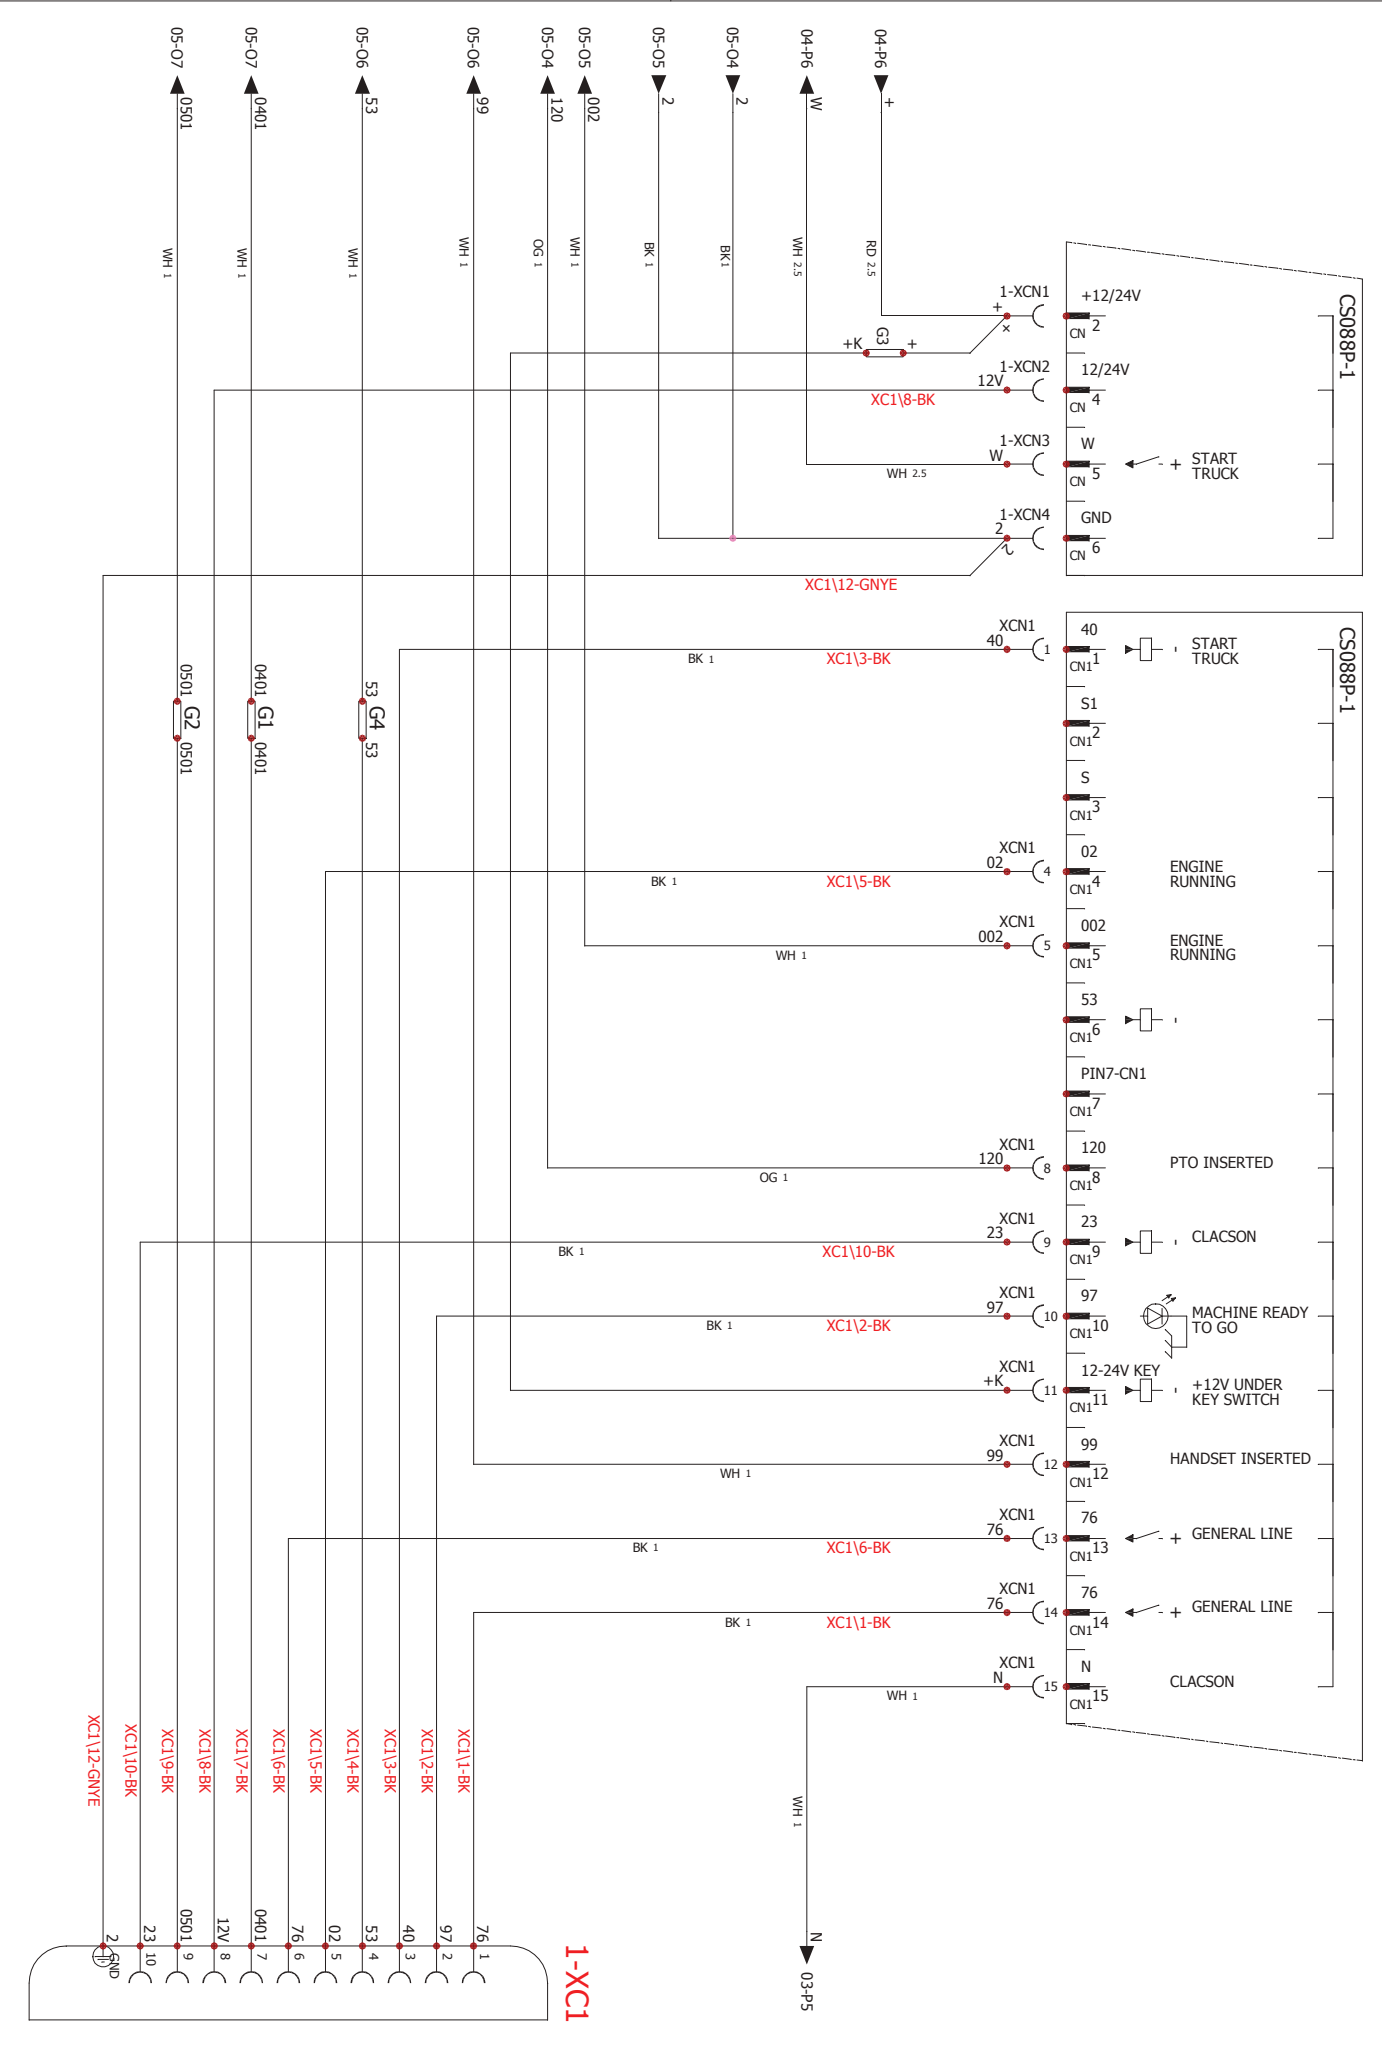 05-O7
05-O7
05-O6
05-O6
05-O4
05-O5
05-O5
05-O4
04-P6
04-P6
0501
0401
53
99
120
002
2
2
W
+
WH 1
WH 1
WH 1
WH 1
OG 1
WH 1
BK 1
BK1
WH 2.5
RD 2.5
CS088P-1
1-XCN1
+
+12/24V
CN 2
+K
G3
+
1-XCN2
12V
12/24V
CN 4
XC1\8-BK
1-XCN3
W
W
CN 5
WH 2.5
+ START
TRUCK
1-XCN4
2
2
GND
CN 6
XC1\12-GNYE
CS088P-1
XCN1
40
1
40
CN1 1
- START
TRUCK
BK 1
XC1\3-BK
S1
CN1 2
S
CN1 3
0501
G2
0501
0401
G1
0401
53
G4
53
XCN1
02
4
02
CN1 4
ENGINE
RUNNING
BK 1
XC1\5-BK
XCN1
002
5
002
CN1 5
ENGINE
RUNNING
WH 1
53
CN1 6
-
PIN7-CN1
CN1 7
XCN1
120
8
120
CN1 8
PTO INSERTED
OG 1
XCN1
23
9
23
CN1 9
- CLACSON
BK 1
XC1\10-BK
XCN1
97
10
97
CN1 10
MACHINE READY
TO GO
BK 1
XC1\2-BK
XCN1
+K
11
12-24V KEY
CN1 11
- +12V UNDER
KEY SWITCH
XCN1
99
12
99
CN1 12
HANDSET INSERTED
WH 1
XCN1
76
13
76
CN1 13
+ GENERAL LINE
BK 1
XC1\6-BK
XCN1
76
14
76
CN1 14
+ GENERAL LINE
BK 1
XC1\1-BK
XCN1
N
15
N
CN1 15
CLACSON
WH 1
XC1\12-GNYE
XC1\10-BK
XC1\9-BK
XC1\8-BK
XC1\7-BK
XC1\6-BK
XC1\5-BK
XC1\4-BK
XC1\3-BK
XC1\2-BK
XC1\1-BK
WH 1
N
03-P5
2
GND
23
10
0501
9
12V
8
0401
7
76
6
02
5
53
4
40
3
97
2
76
1
1-XC1